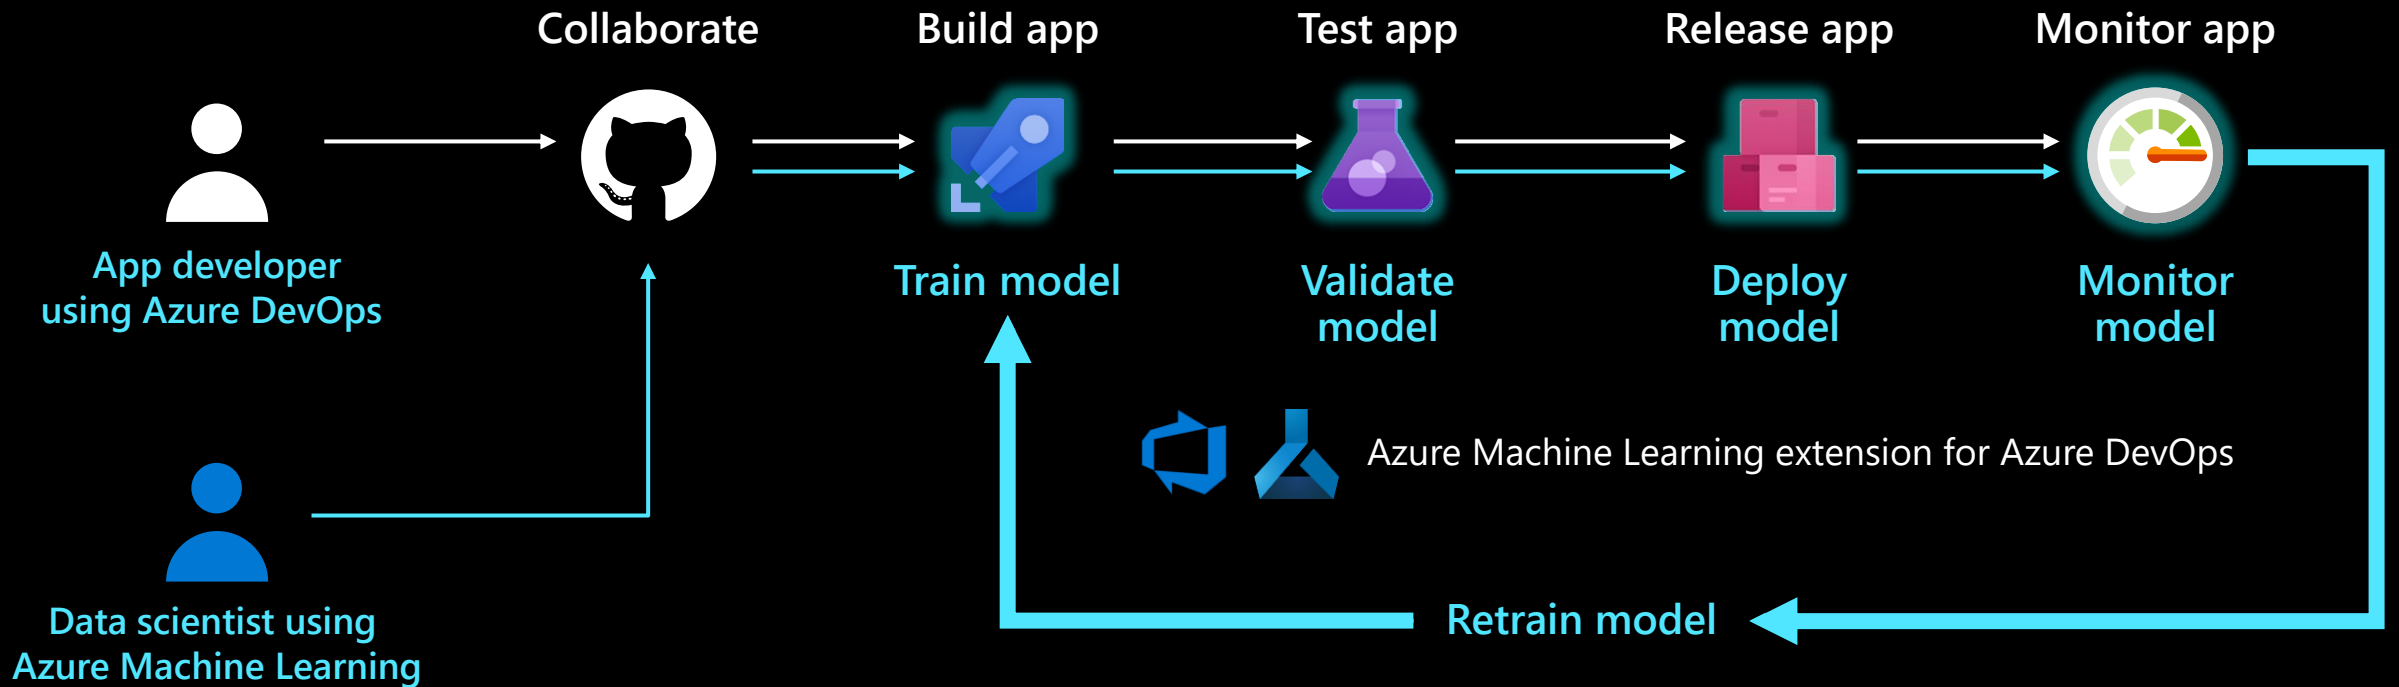 Collaborate
Build app
Test app
Release app
Monitor app
App developer
using Azure DevOps
Train model
Validate
model
Deploy
model
Monitor
model
Azure Machine Learning extension for Azure DevOps
Retrain model
Data scientist using
Azure Machine Learning